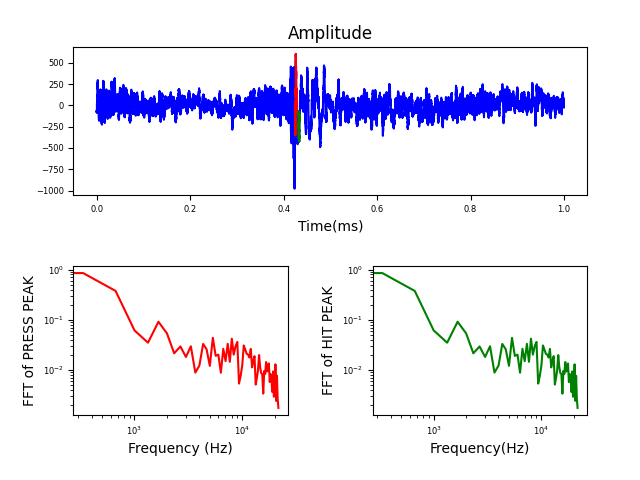 Amplitude
500
250
0
−250
−500
−750
−1000
0.0 0.2 0.4 0.6 0.8 1.0
Time(ms)
FFT of PRESS PEAK
10⁰
10⁻¹
10⁻²
10³ 10⁴
Frequency (Hz)
FFT of HIT PEAK
10⁰
10⁻¹
10⁻²
10³ 10⁴
Frequency(Hz)